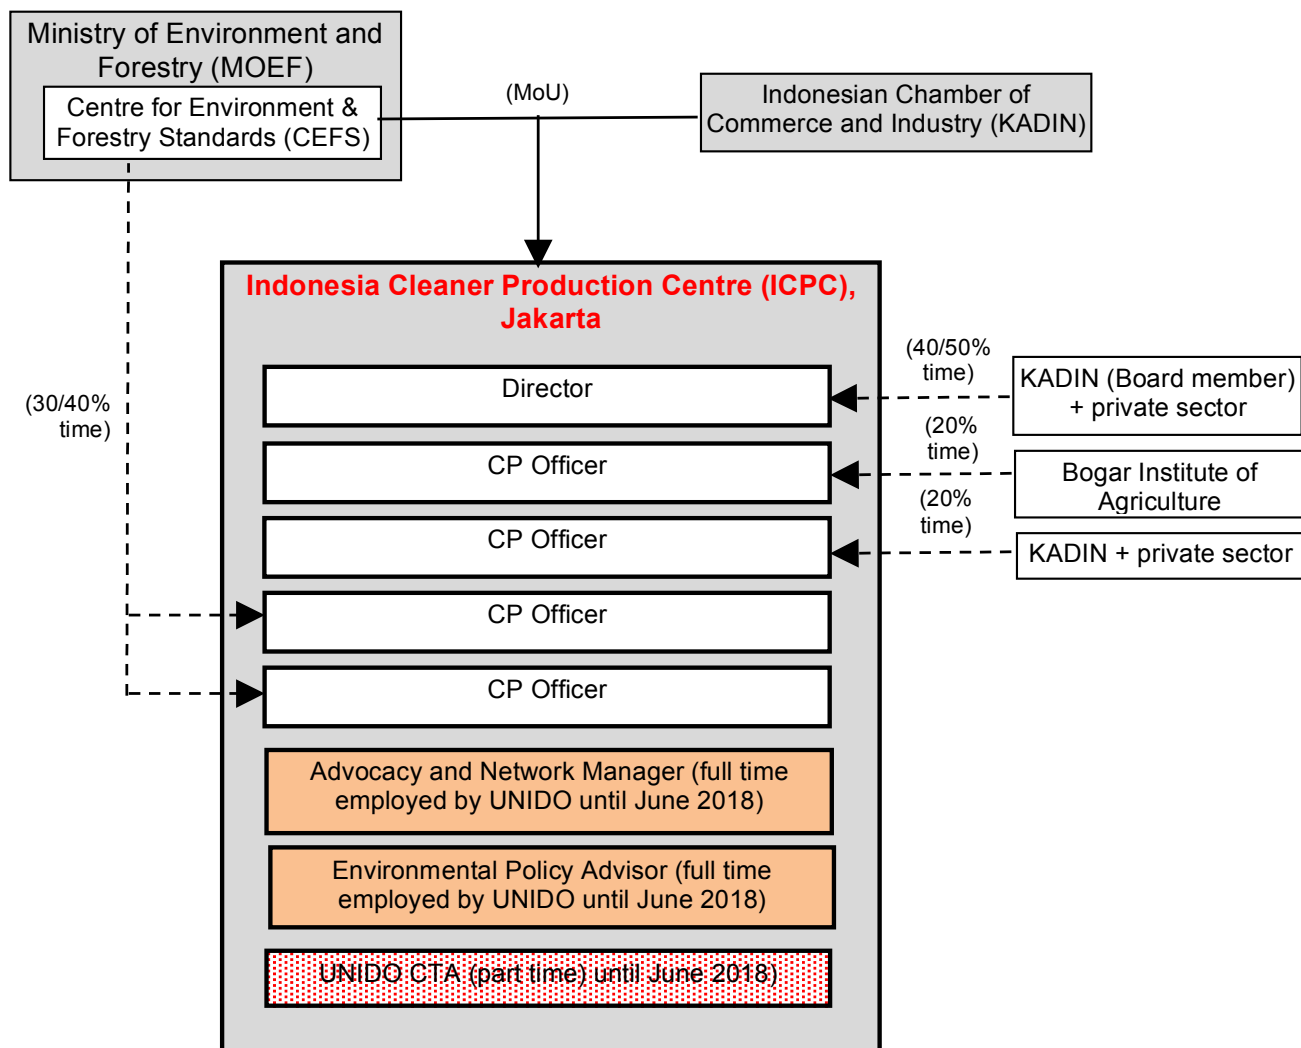 Ministry of Environment and
Forestry (MOEF)
Centre for Environment &
Forestry Standards (CEFS)
(MoU)
Indonesian Chamber of
Commerce and Industry (KADIN)
Indonesia Cleaner Production Centre (ICPC),
Jakarta
(30/40%
time)
Director
(40/50%
time)
KADIN (Board member)
+ private sector
CP Officer
(20%
time)
Bogar Institute of
Agriculture
CP Officer
(20%
time)
KADIN + private sector
CP Officer
CP Officer
Advocacy and Network Manager (full time
employed by UNIDO until June 2018)
Environmental Policy Advisor (full time
employed by UNIDO until June 2018)
UNIDO CTA (part time) until June 2018)